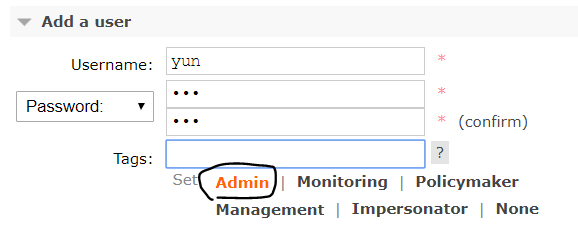 Add a user
Username: yun *
Password: ••• *
••• * (confirm)
Tags: ?
Set Admin | Monitoring | Policymaker
Management | Impersonator | None